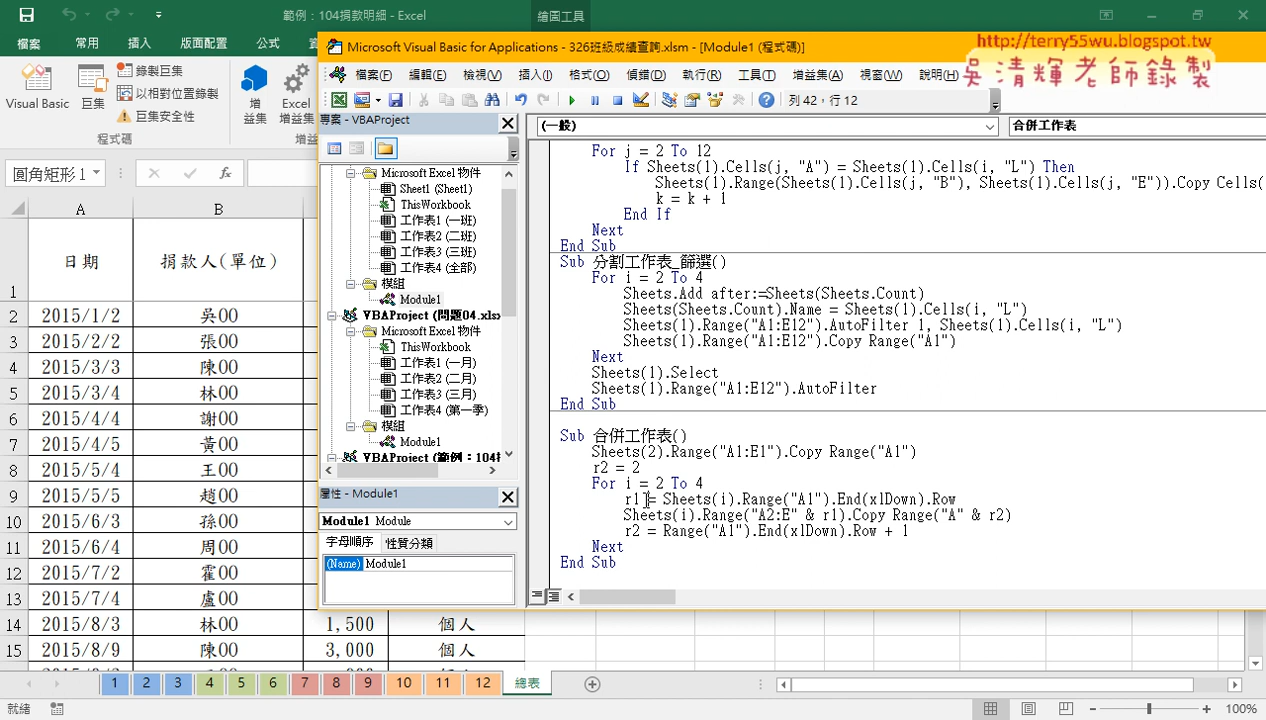 範例：104捐款明細 - Excel
繪圖工具
檔案 常用 插入 版面配置 公式
Visual Basic
巨集
錄製巨集
以相對位置錄製
巨集安全性
增益集
Excel 增益集
程式碼
圓角矩形 1
Microsoft Visual Basic for Applications - 326班級成績查詢.xlsm - [Module1 (程式碼)]
http://terry55wu.blogspot.tw
吳清輝老師錄製
檔案(F) 編輯(E) 檢視(V) 插入(I) 格式(O) 偵錯(D) 執行(R) 工具(T) 增益集(A) 視窗(W) 說明(H)
列 42，行 12
專案 - VBAProject
Microsoft Excel 物件
Sheet1 (Sheet1)
ThisWorkbook
工作表1 (一班)
工作表2 (二班)
工作表3 (三班)
工作表4 (全部)
模組
Module1
VBAProject (問題04.xlsx
Microsoft Excel 物件
ThisWorkbook
工作表1 (一月)
工作表2 (二月)
工作表3 (三月)
工作表4 (第一季)
模組
Module1
VBAProject (範例：104捐
屬性 - Module1
Module1 Module
字母順序 性質分類
(Name) Module1
(一般) 合併工作表
For j = 2 To 12
If Sheets(1).Cells(j, "A") = Sheets(1).Cells(i, "L") Then
Sheets(1).Range(Sheets(1).Cells(j, "B"), Sheets(1).Cells(j, "E")).Copy Cells(
k = k + 1
End If
Next
End Sub
Sub 分割工作表_篩選()
For i = 2 To 4
Sheets.Add after:=Sheets(Sheets.Count)
Sheets(Sheets.Count).Name = Sheets(1).Cells(i, "L")
Sheets(1).Range("A1:E12").AutoFilter 1, Sheets(1).Cells(i, "L")
Sheets(1).Range("A1:E12").Copy Range("A1")
Next
Sheets(1).Select
Sheets(1).Range("A1:E12").AutoFilter
End Sub
Sub 合併工作表()
Sheets(2).Range("A1:E1").Copy Range("A1")
r2 = 2
For i = 2 To 4
r1 = Sheets(i).Range("A1").End(xlDown).Row
Sheets(i).Range("A2:E" & r1).Copy Range("A" & r2)
r2 = Range("A1").End(xlDown).Row + 1
Next
End Sub
A B
1 日期 捐款人(單位)
2 2015/1/2 吳00
3 2015/2/2 張00
4 2015/3/3 陳00
5 2015/3/4 林00
6 2015/4/4 謝00
7 2015/4/5 黃00
8 2015/5/4 王00
9 2015/5/5 趙00
10 2015/6/3 孫00
11 2015/6/4 周00
12 2015/7/2 霍00
13 2015/7/4 盧00
14 2015/8/3 林00 1,500 個人
15 2015/8/9 陳00 3,000 個人
1 2 3 4 5 6 7 8 9 10 11 12 總表
就緒
100%